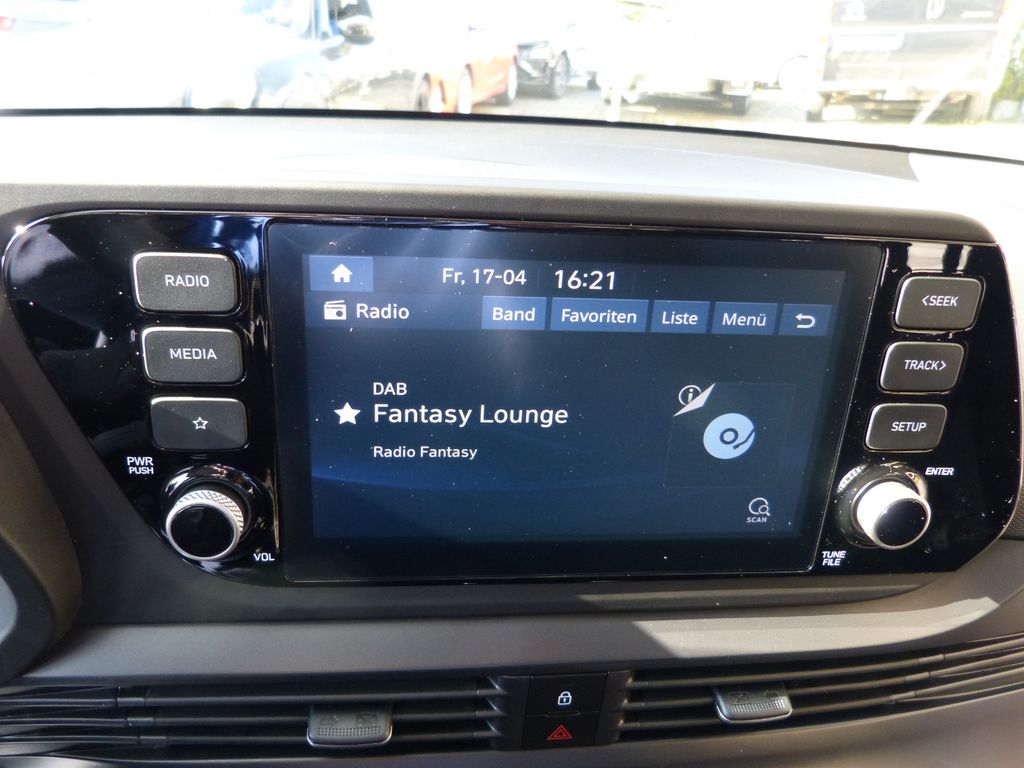 RADIO
MEDIA
PWR
PUSH
VOL
Fr, 17-04 16:21
Radio Band Favoriten Liste Menü
DAB
Fantasy Lounge
Radio Fantasy
i
SCAN
<SEEK
TRACK>
SETUP
ENTER
TUNE
FILE